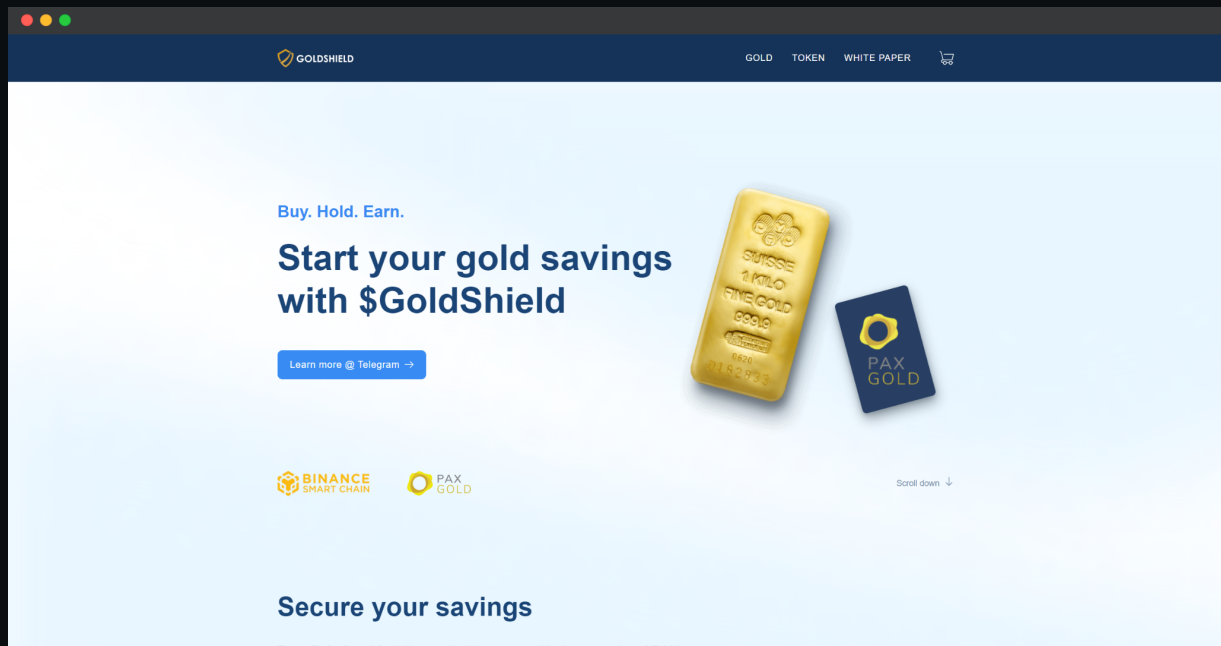 GOLDSHIELD
GOLD TOKEN WHITE PAPER
Buy. Hold. Earn.
Start your gold savings
with $GoldShield
Learn more @ Telegram →
SUISSE
1 KILO
FINE GOLD
999.9
PAX
GOLD
BINANCE
SMART CHAIN
PAX
GOLD
Scroll down ↓
Secure your savings